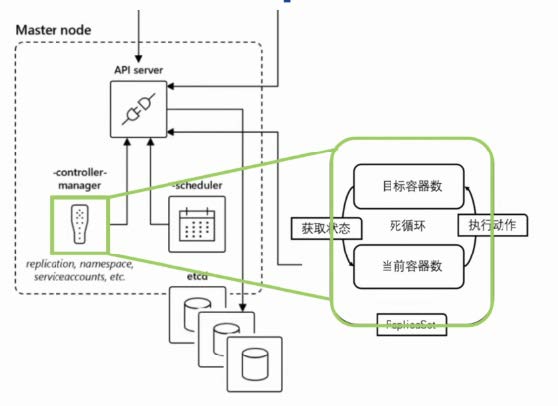 Master node
API server
-controller-
manager
-scheduler
replication, namespace,
serviceaccounts, etc.
etcd
目标容器数
获取状态
死循环
执行动作
当前容器数
ReplicaSet